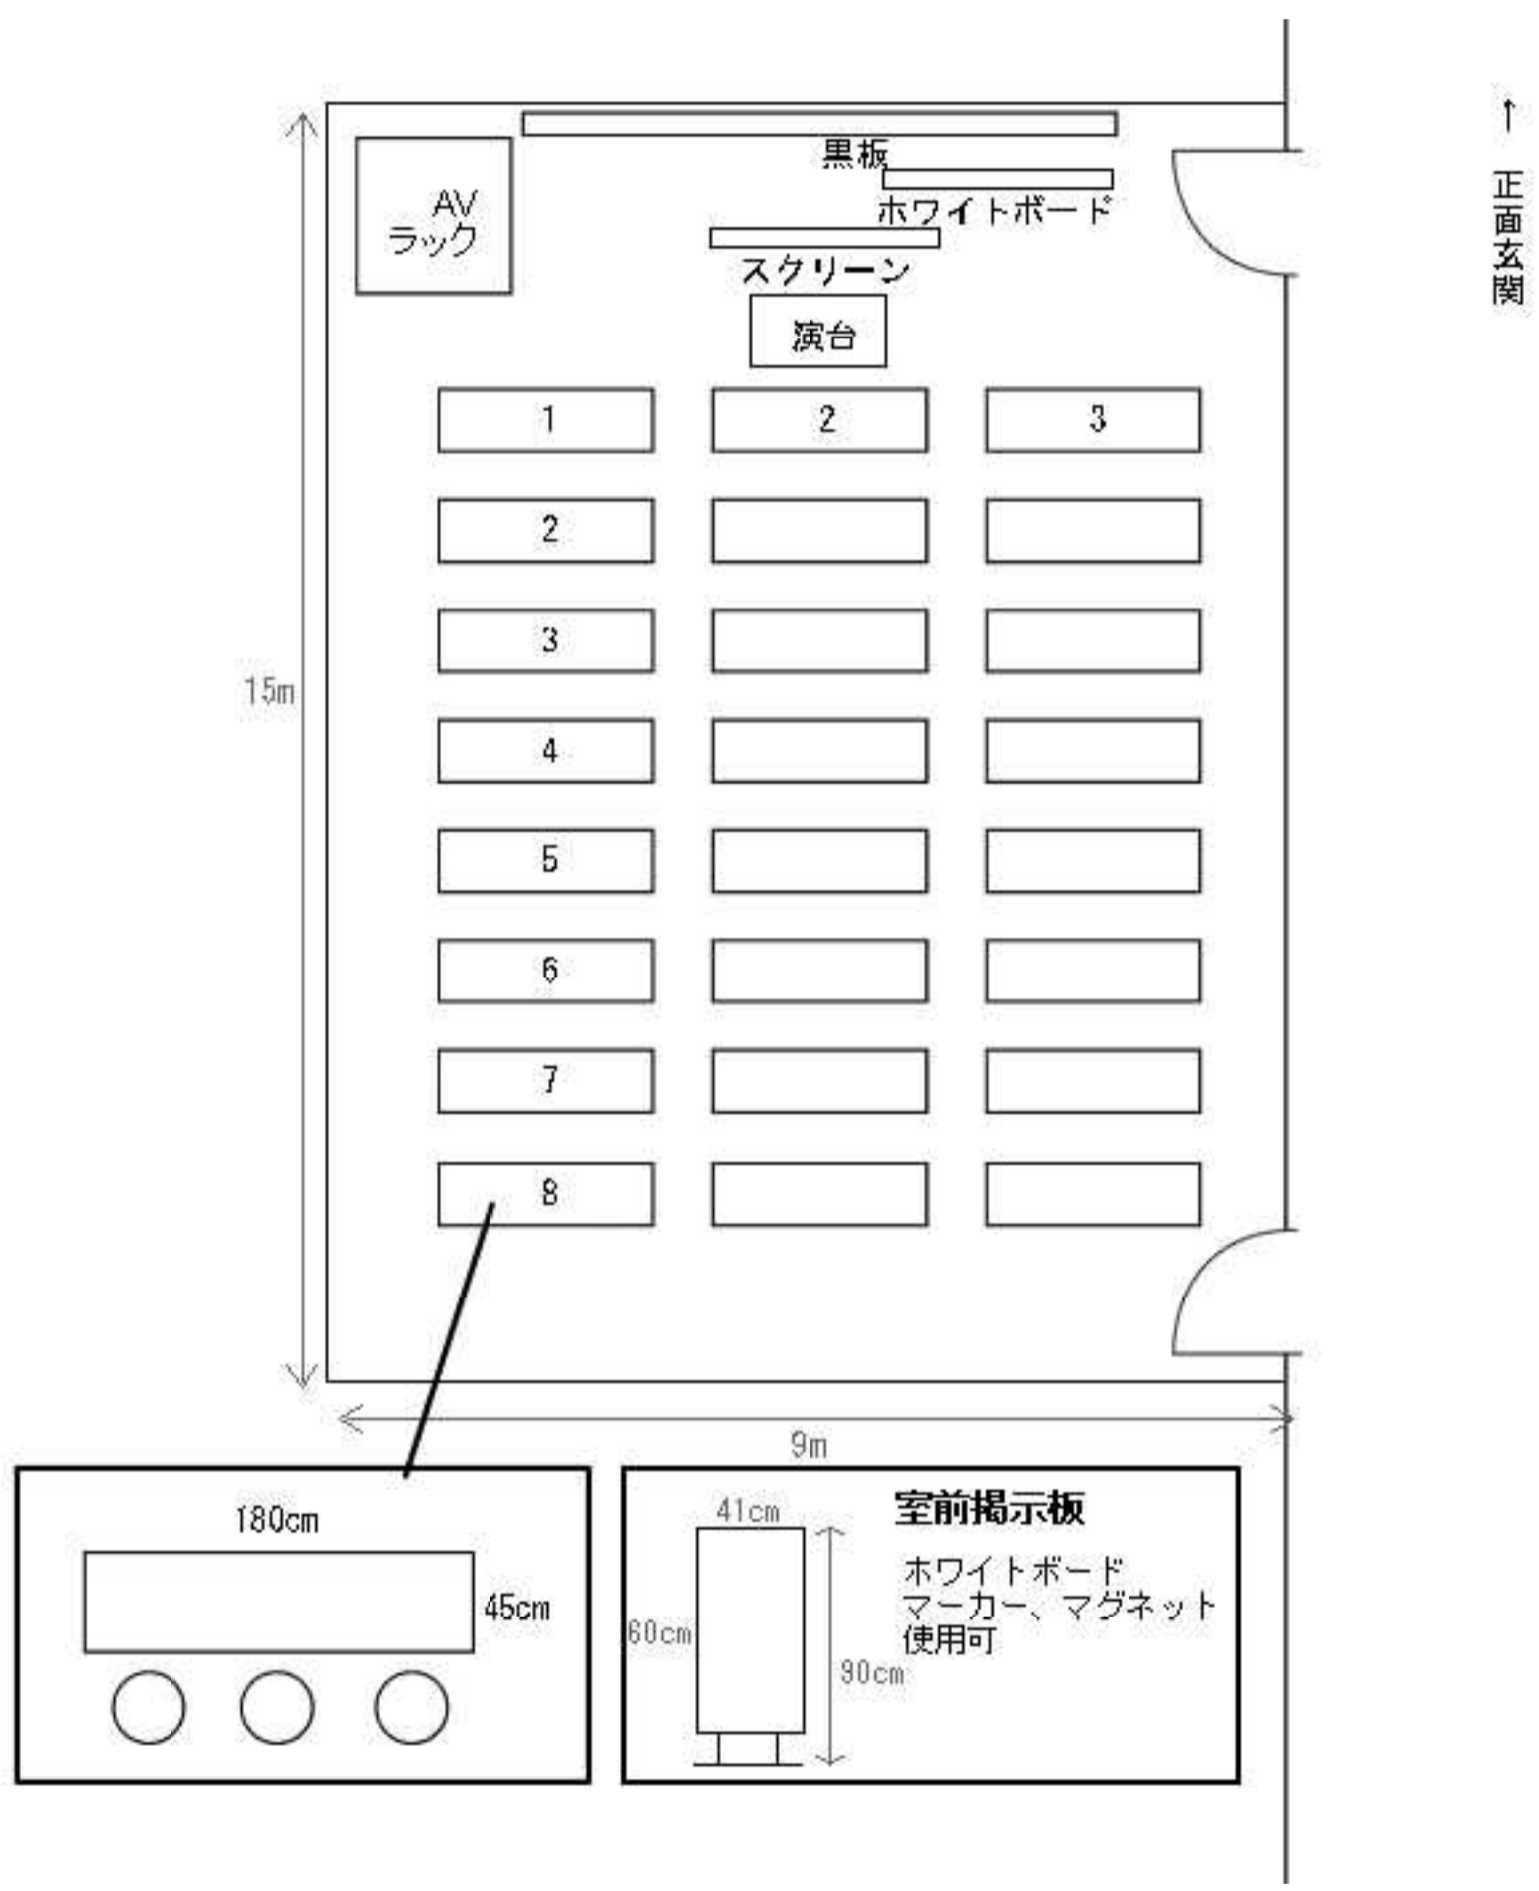 ↑ 正面玄関
黒板
ホワイトボード
AV
ラック
スクリーン
演台
1 2 3
2
3
15m
4
5
6
7
8
9m
180cm
45cm
室前掲示板
41cm
ホワイトボード
マーカー、マグネット
使用可
60cm
90cm